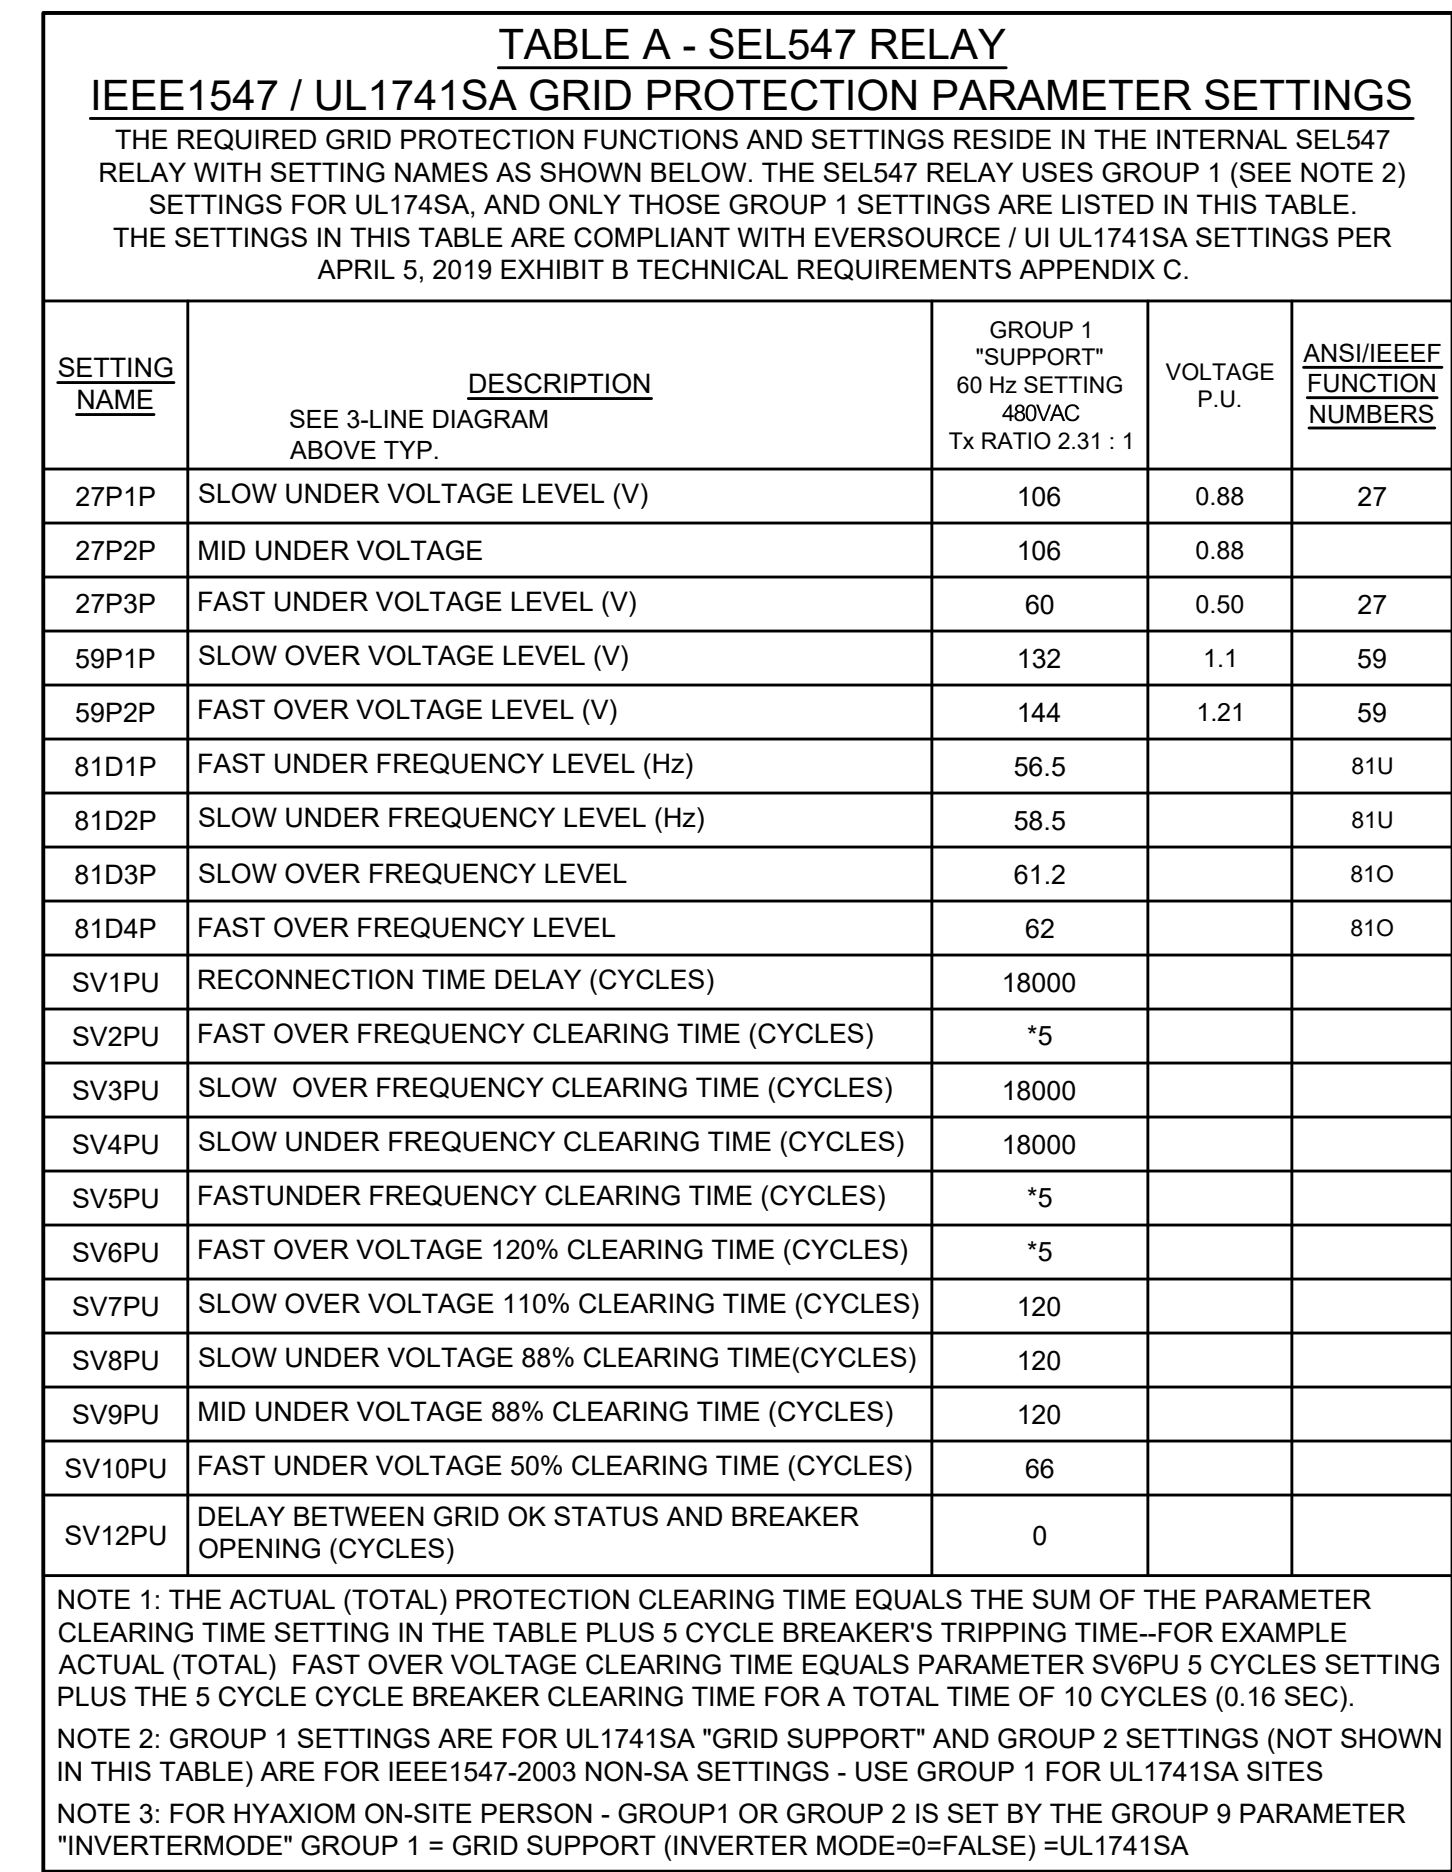 TABLE A - SEL547 RELAY
IEEE1547 / UL1741SA GRID PROTECTION PARAMETER SETTINGS
THE REQUIRED GRID PROTECTION FUNCTIONS AND SETTINGS RESIDE IN THE INTERNAL SEL547
RELAY WITH SETTING NAMES AS SHOWN BELOW. THE SEL547 RELAY USES GROUP 1 (SEE NOTE 2)
SETTINGS FOR UL174SA, AND ONLY THOSE GROUP 1 SETTINGS ARE LISTED IN THIS TABLE.
THE SETTINGS IN THIS TABLE ARE COMPLIANT WITH EVERSOURCE / UI UL1741SA SETTINGS PER
APRIL 5, 2019 EXHIBIT B TECHNICAL REQUIREMENTS APPENDIX C.
SETTING
NAME
DESCRIPTION
SEE 3-LINE DIAGRAM
ABOVE TYP.
GROUP 1
"SUPPORT"
60 Hz SETTING
480VAC
Tx RATIO 2.31 : 1
VOLTAGE
P.U.
ANSI/IEEEF
FUNCTION
NUMBERS
27P1P SLOW UNDER VOLTAGE LEVEL (V) 106 0.88 27
27P2P MID UNDER VOLTAGE 106 0.88
27P3P FAST UNDER VOLTAGE LEVEL (V) 60 0.50 27
59P1P SLOW OVER VOLTAGE LEVEL (V) 132 1.1 59
59P2P FAST OVER VOLTAGE LEVEL (V) 144 1.21 59
81D1P FAST UNDER FREQUENCY LEVEL (Hz) 56.5 81U
81D2P SLOW UNDER FREQUENCY LEVEL (Hz) 58.5 81U
81D3P SLOW OVER FREQUENCY LEVEL 61.2 81O
81D4P FAST OVER FREQUENCY LEVEL 62 81O
SV1PU RECONNECTION TIME DELAY (CYCLES) 18000
SV2PU FAST OVER FREQUENCY CLEARING TIME (CYCLES) *5
SV3PU SLOW  OVER FREQUENCY CLEARING TIME (CYCLES) 18000
SV4PU SLOW UNDER FREQUENCY CLEARING TIME (CYCLES) 18000
SV5PU FASTUNDER FREQUENCY CLEARING TIME (CYCLES) *5
SV6PU FAST OVER VOLTAGE 120% CLEARING TIME (CYCLES) *5
SV7PU SLOW OVER VOLTAGE 110% CLEARING TIME (CYCLES) 120
SV8PU SLOW UNDER VOLTAGE 88% CLEARING TIME(CYCLES) 120
SV9PU MID UNDER VOLTAGE 88% CLEARING TIME (CYCLES) 120
SV10PU FAST UNDER VOLTAGE 50% CLEARING TIME (CYCLES) 66
SV12PU DELAY BETWEEN GRID OK STATUS AND BREAKER
OPENING (CYCLES) 0
NOTE 1: THE ACTUAL (TOTAL) PROTECTION CLEARING TIME EQUALS THE SUM OF THE PARAMETER
CLEARING TIME SETTING IN THE TABLE PLUS 5 CYCLE BREAKER'S TRIPPING TIME--FOR EXAMPLE
ACTUAL (TOTAL)  FAST OVER VOLTAGE CLEARING TIME EQUALS PARAMETER SV6PU 5 CYCLES SETTING
PLUS THE 5 CYCLE CYCLE BREAKER CLEARING TIME FOR A TOTAL TIME OF 10 CYCLES (0.16 SEC).
NOTE 2: GROUP 1 SETTINGS ARE FOR UL1741SA "GRID SUPPORT" AND GROUP 2 SETTINGS (NOT SHOWN
IN THIS TABLE) ARE FOR IEEE1547-2003 NON-SA SETTINGS - USE GROUP 1 FOR UL1741SA SITES
NOTE 3: FOR HYAXIOM ON-SITE PERSON - GROUP1 OR GROUP 2 IS SET BY THE GROUP 9 PARAMETER
"INVERTERMODE" GROUP 1 = GRID SUPPORT (INVERTER MODE=0=FALSE) =UL1741SA